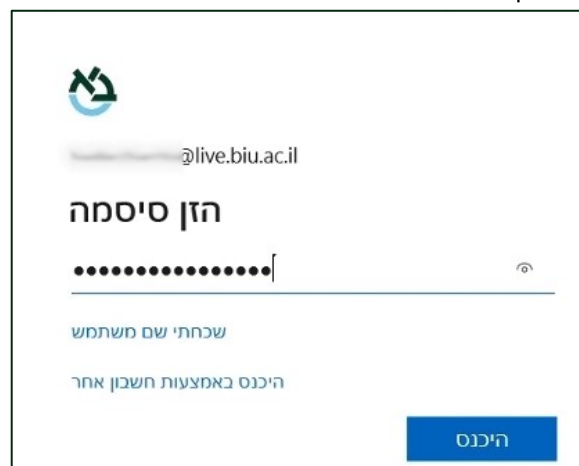 בא
@live.biu.ac.il
הזן סיסמה
שכחתי שם משתמש
היכנס באמצעות חשבון אחר
היכנס